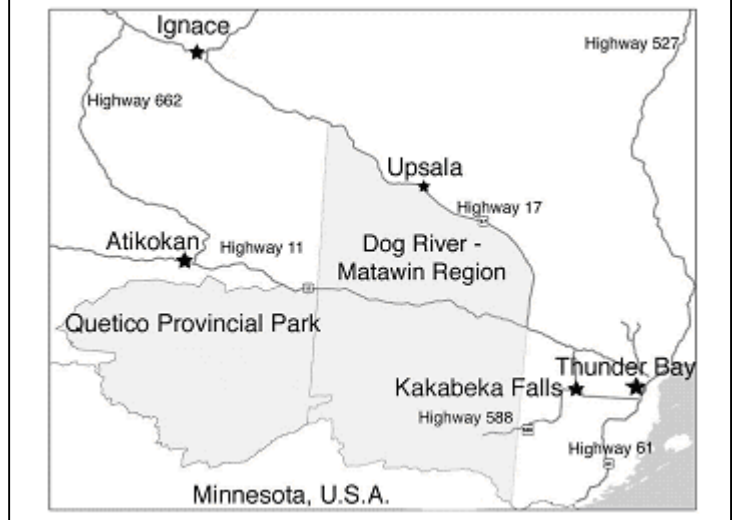 Ignace
Highway 527
Highway 662
Upsala
Highway 17
Atikokan
Highway 11
Dog River -
Matawin Region
Quetico Provincial Park
Thunder Bay
Kakabeka Falls
Highway 588
Highway 61
Minnesota, U.S.A.